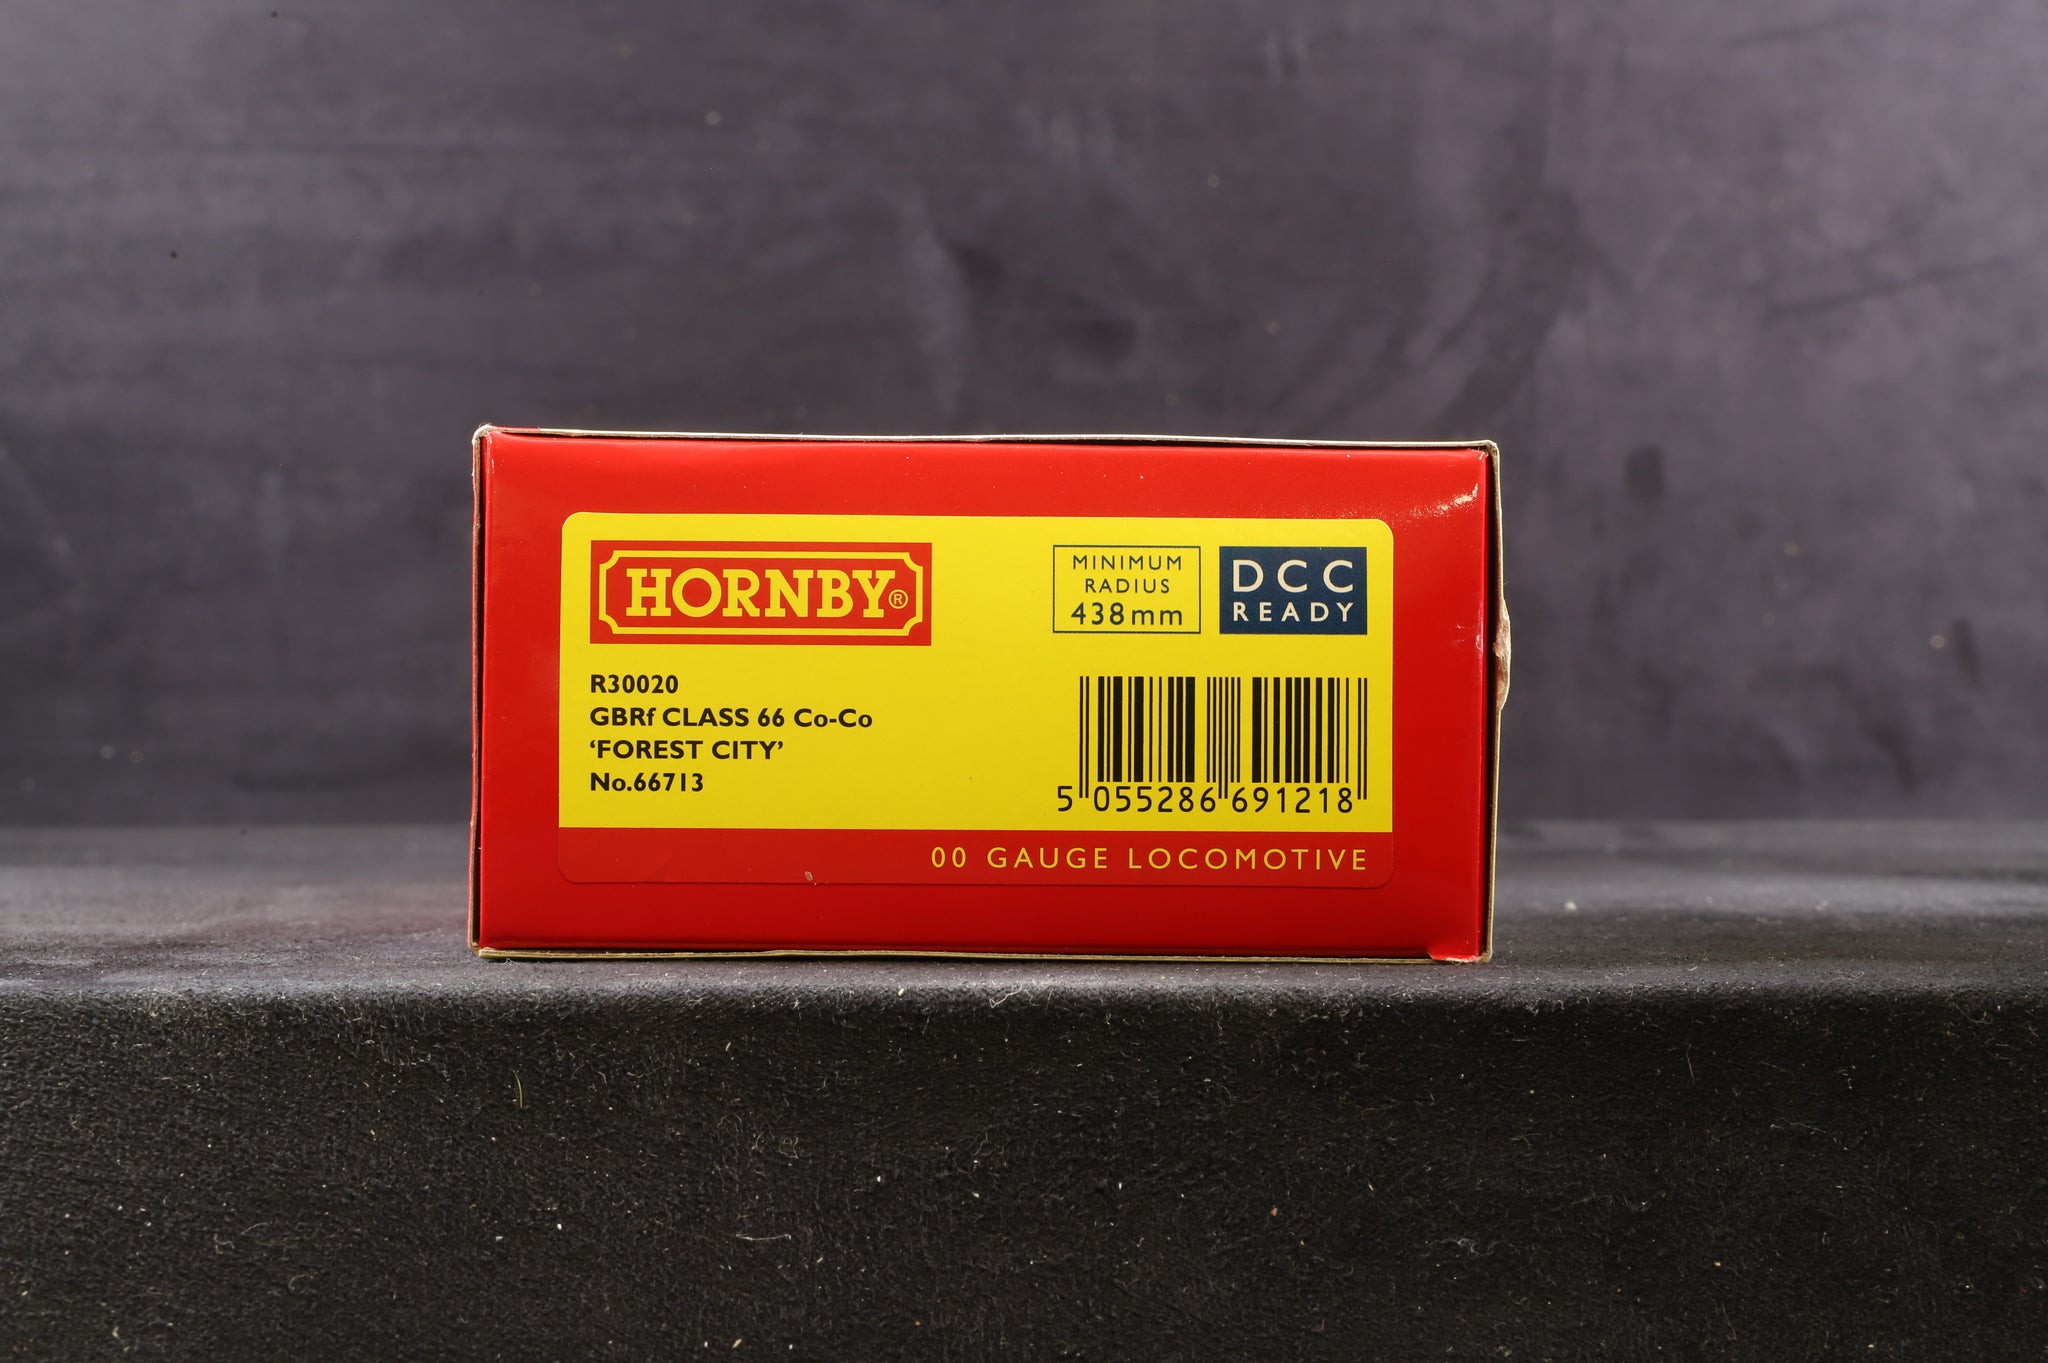 HORNBY®
MINIMUM
RADIUS
438mm
DCC
READY
R30020
GBRf CLASS 66 Co-Co
‘FOREST CITY’
No.66713
5 055286 691218
00 GAUGE LOCOMOTIVE